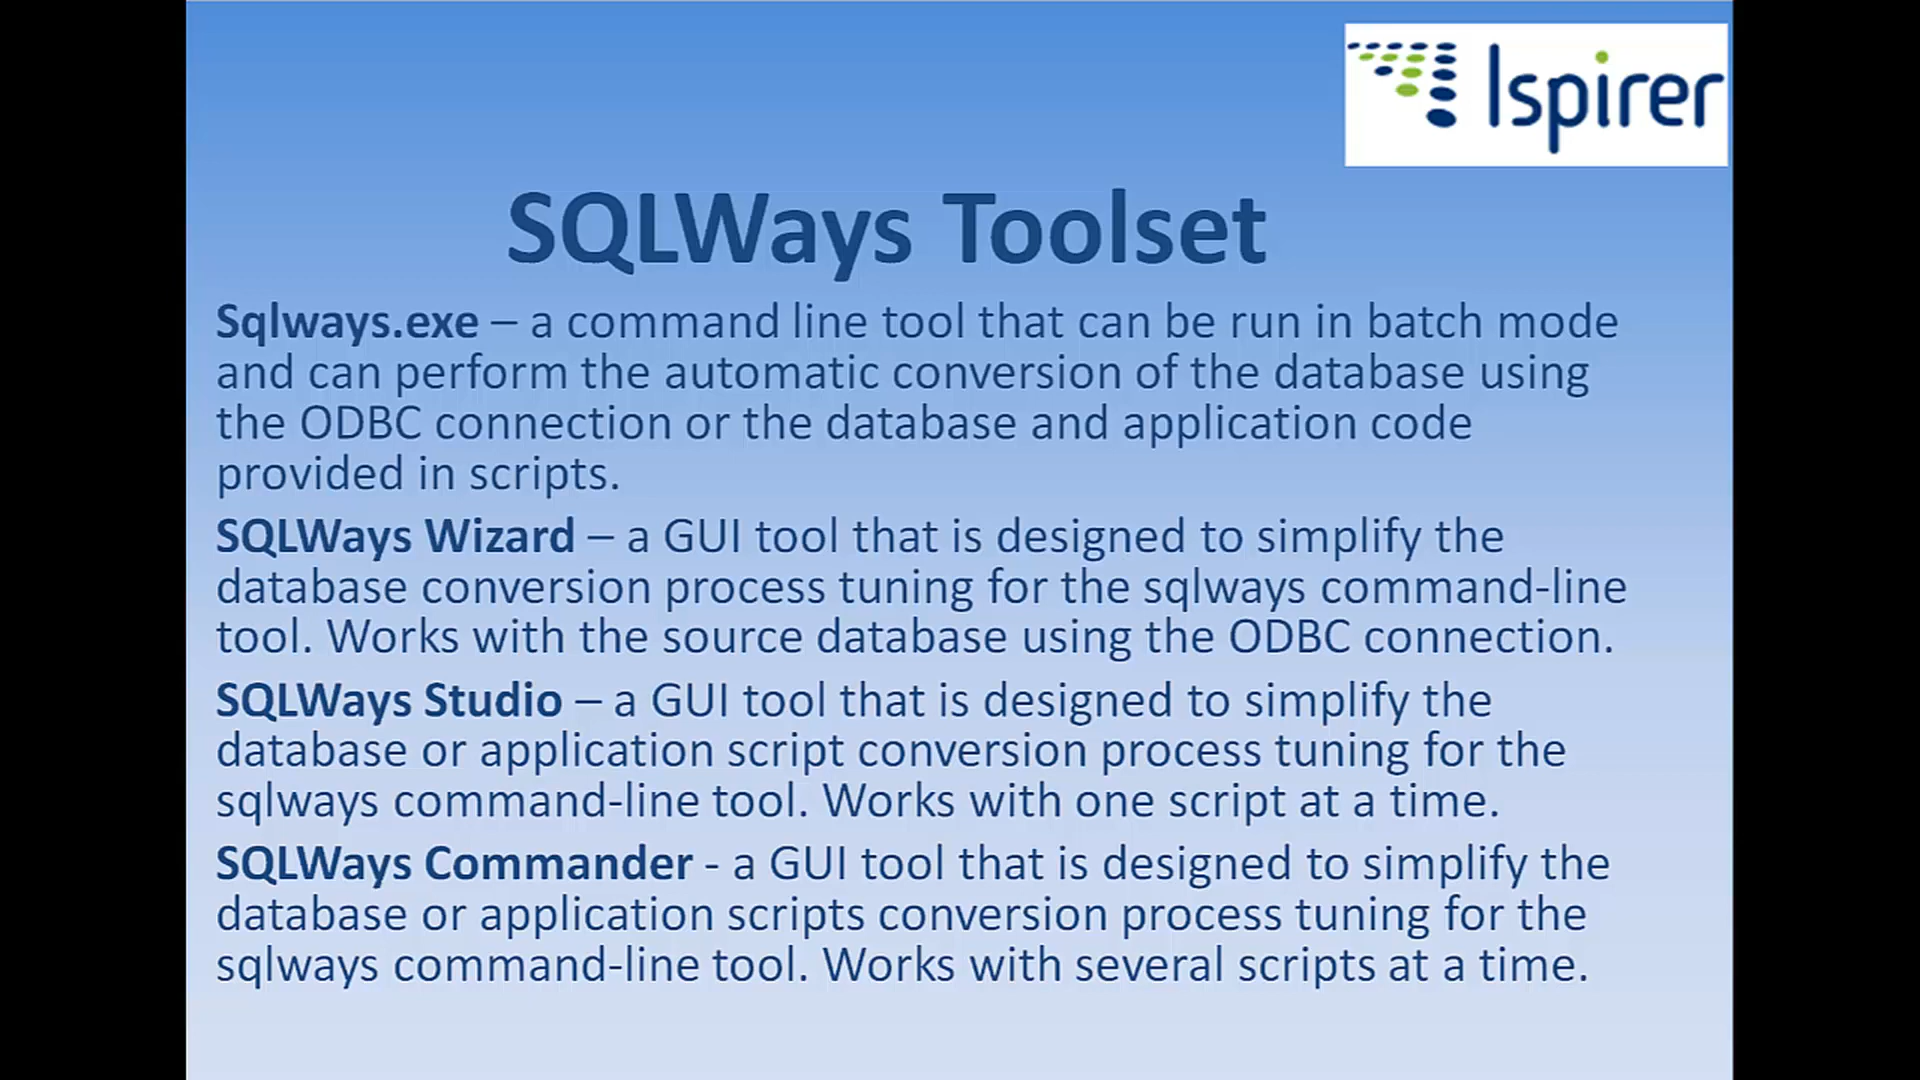 Ispirer
SQLWays Toolset
Sqlways.exe – a command line tool that can be run in batch mode
and can perform the automatic conversion of the database using
the ODBC connection or the database and application code
provided in scripts.
SQLWays Wizard – a GUI tool that is designed to simplify the
database conversion process tuning for the sqlways command-line
tool. Works with the source database using the ODBC connection.
SQLWays Studio – a GUI tool that is designed to simplify the
database or application script conversion process tuning for the
sqlways command-line tool. Works with one script at a time.
SQLWays Commander - a GUI tool that is designed to simplify the
database or application scripts conversion process tuning for the
sqlways command-line tool. Works with several scripts at a time.